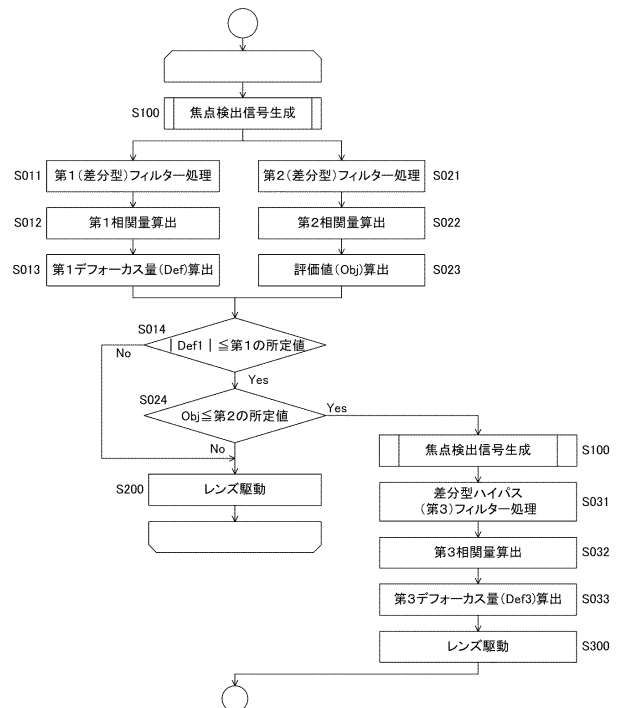 S100
焦点検出信号生成
S011
第1(差分型)フィルター処理
第2(差分型)フィルター処理
S021
S012
第1相関量算出
第2相関量算出
S022
S013
第1デフォーカス量(Def)算出
評価値(Obj)算出
S023
S014
|Def1|≦第1の所定値
No
Yes
S024
Obj≦第2の所定値
Yes
No
焦点検出信号生成
S100
S200
レンズ駆動
差分型ハイパス
(第3)フィルター処理
S031
第3相関量算出
S032
第3デフォーカス量(Def3)算出
S033
レンズ駆動
S300